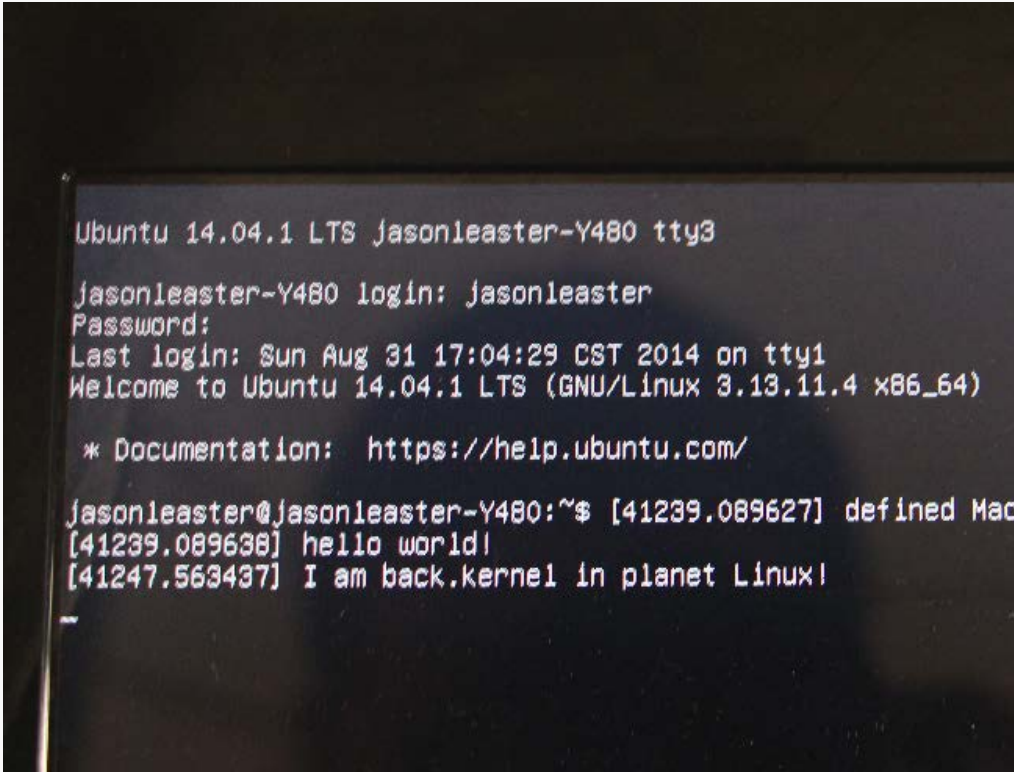 Ubuntu 14.04.1 LTS jasonleaster-Y480 tty3
jasonleaster-Y480 login: jasonleaster
Password:
Last login: Sun Aug 31 17:04:29 CST 2014 on tty1
Welcome to Ubuntu 14.04.1 LTS (GNU/Linux 3.13.11.4 x86_64)
* Documentation: https://help.ubuntu.com/
jasonleaster@jasonleaster-Y480:~$ [41239.089627] defined Mac
[41239.089638] hello world!
[41247.563437] I am back.kernel in planet Linux!